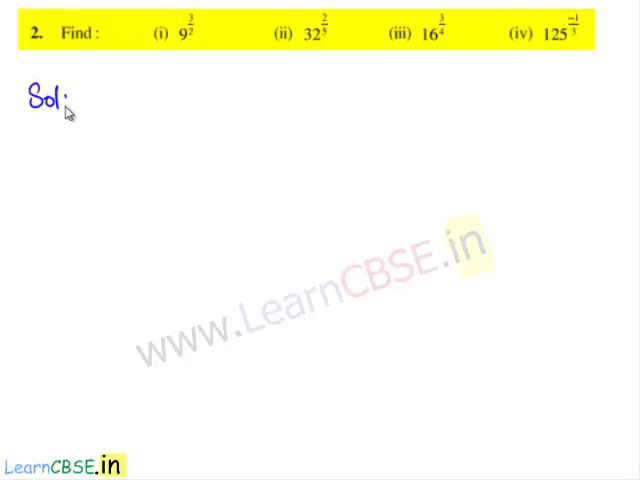 2. Find : (i) 9^{3/2} (ii) 32^{2/5} (iii) 16^{3/4} (iv) 125^{-1/3}
Sol:
www.LearnCBSE.in
LearnCBSE.in